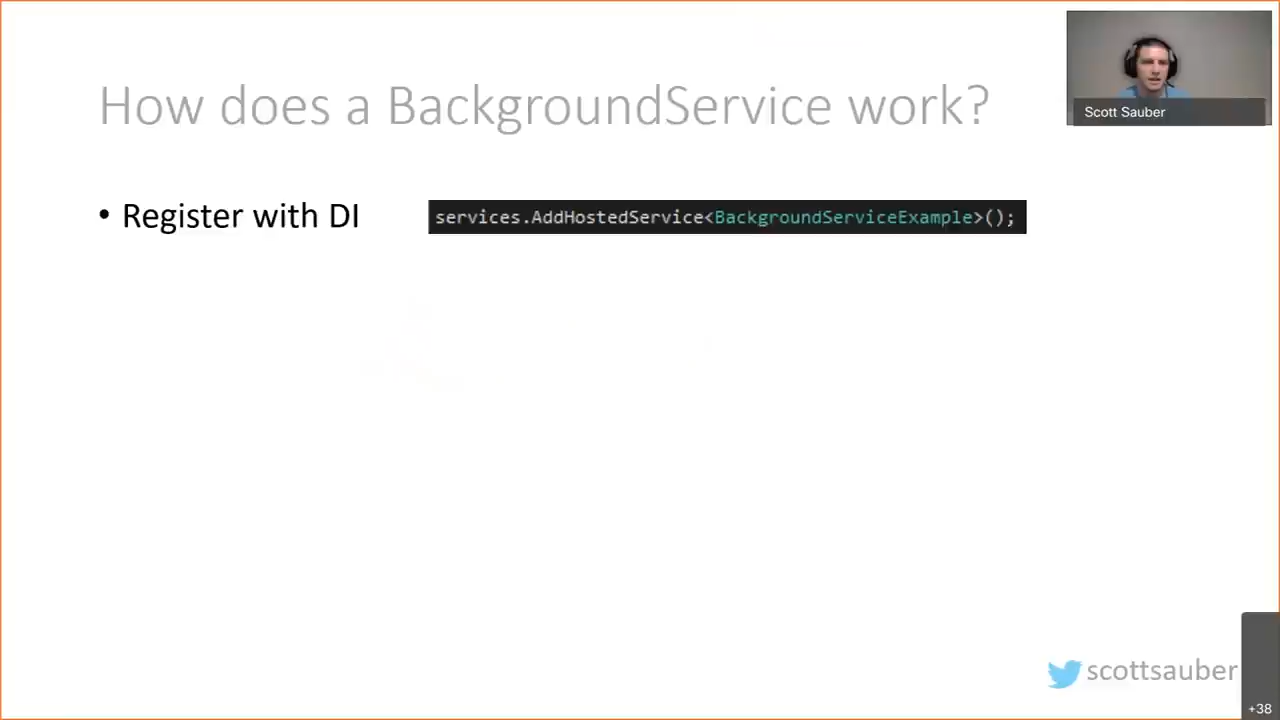 How does a BackgroundService work?
Scott Sauber
• Register with DI
services.AddHostedService<BackgroundServiceExample>();
scottsauber
+38